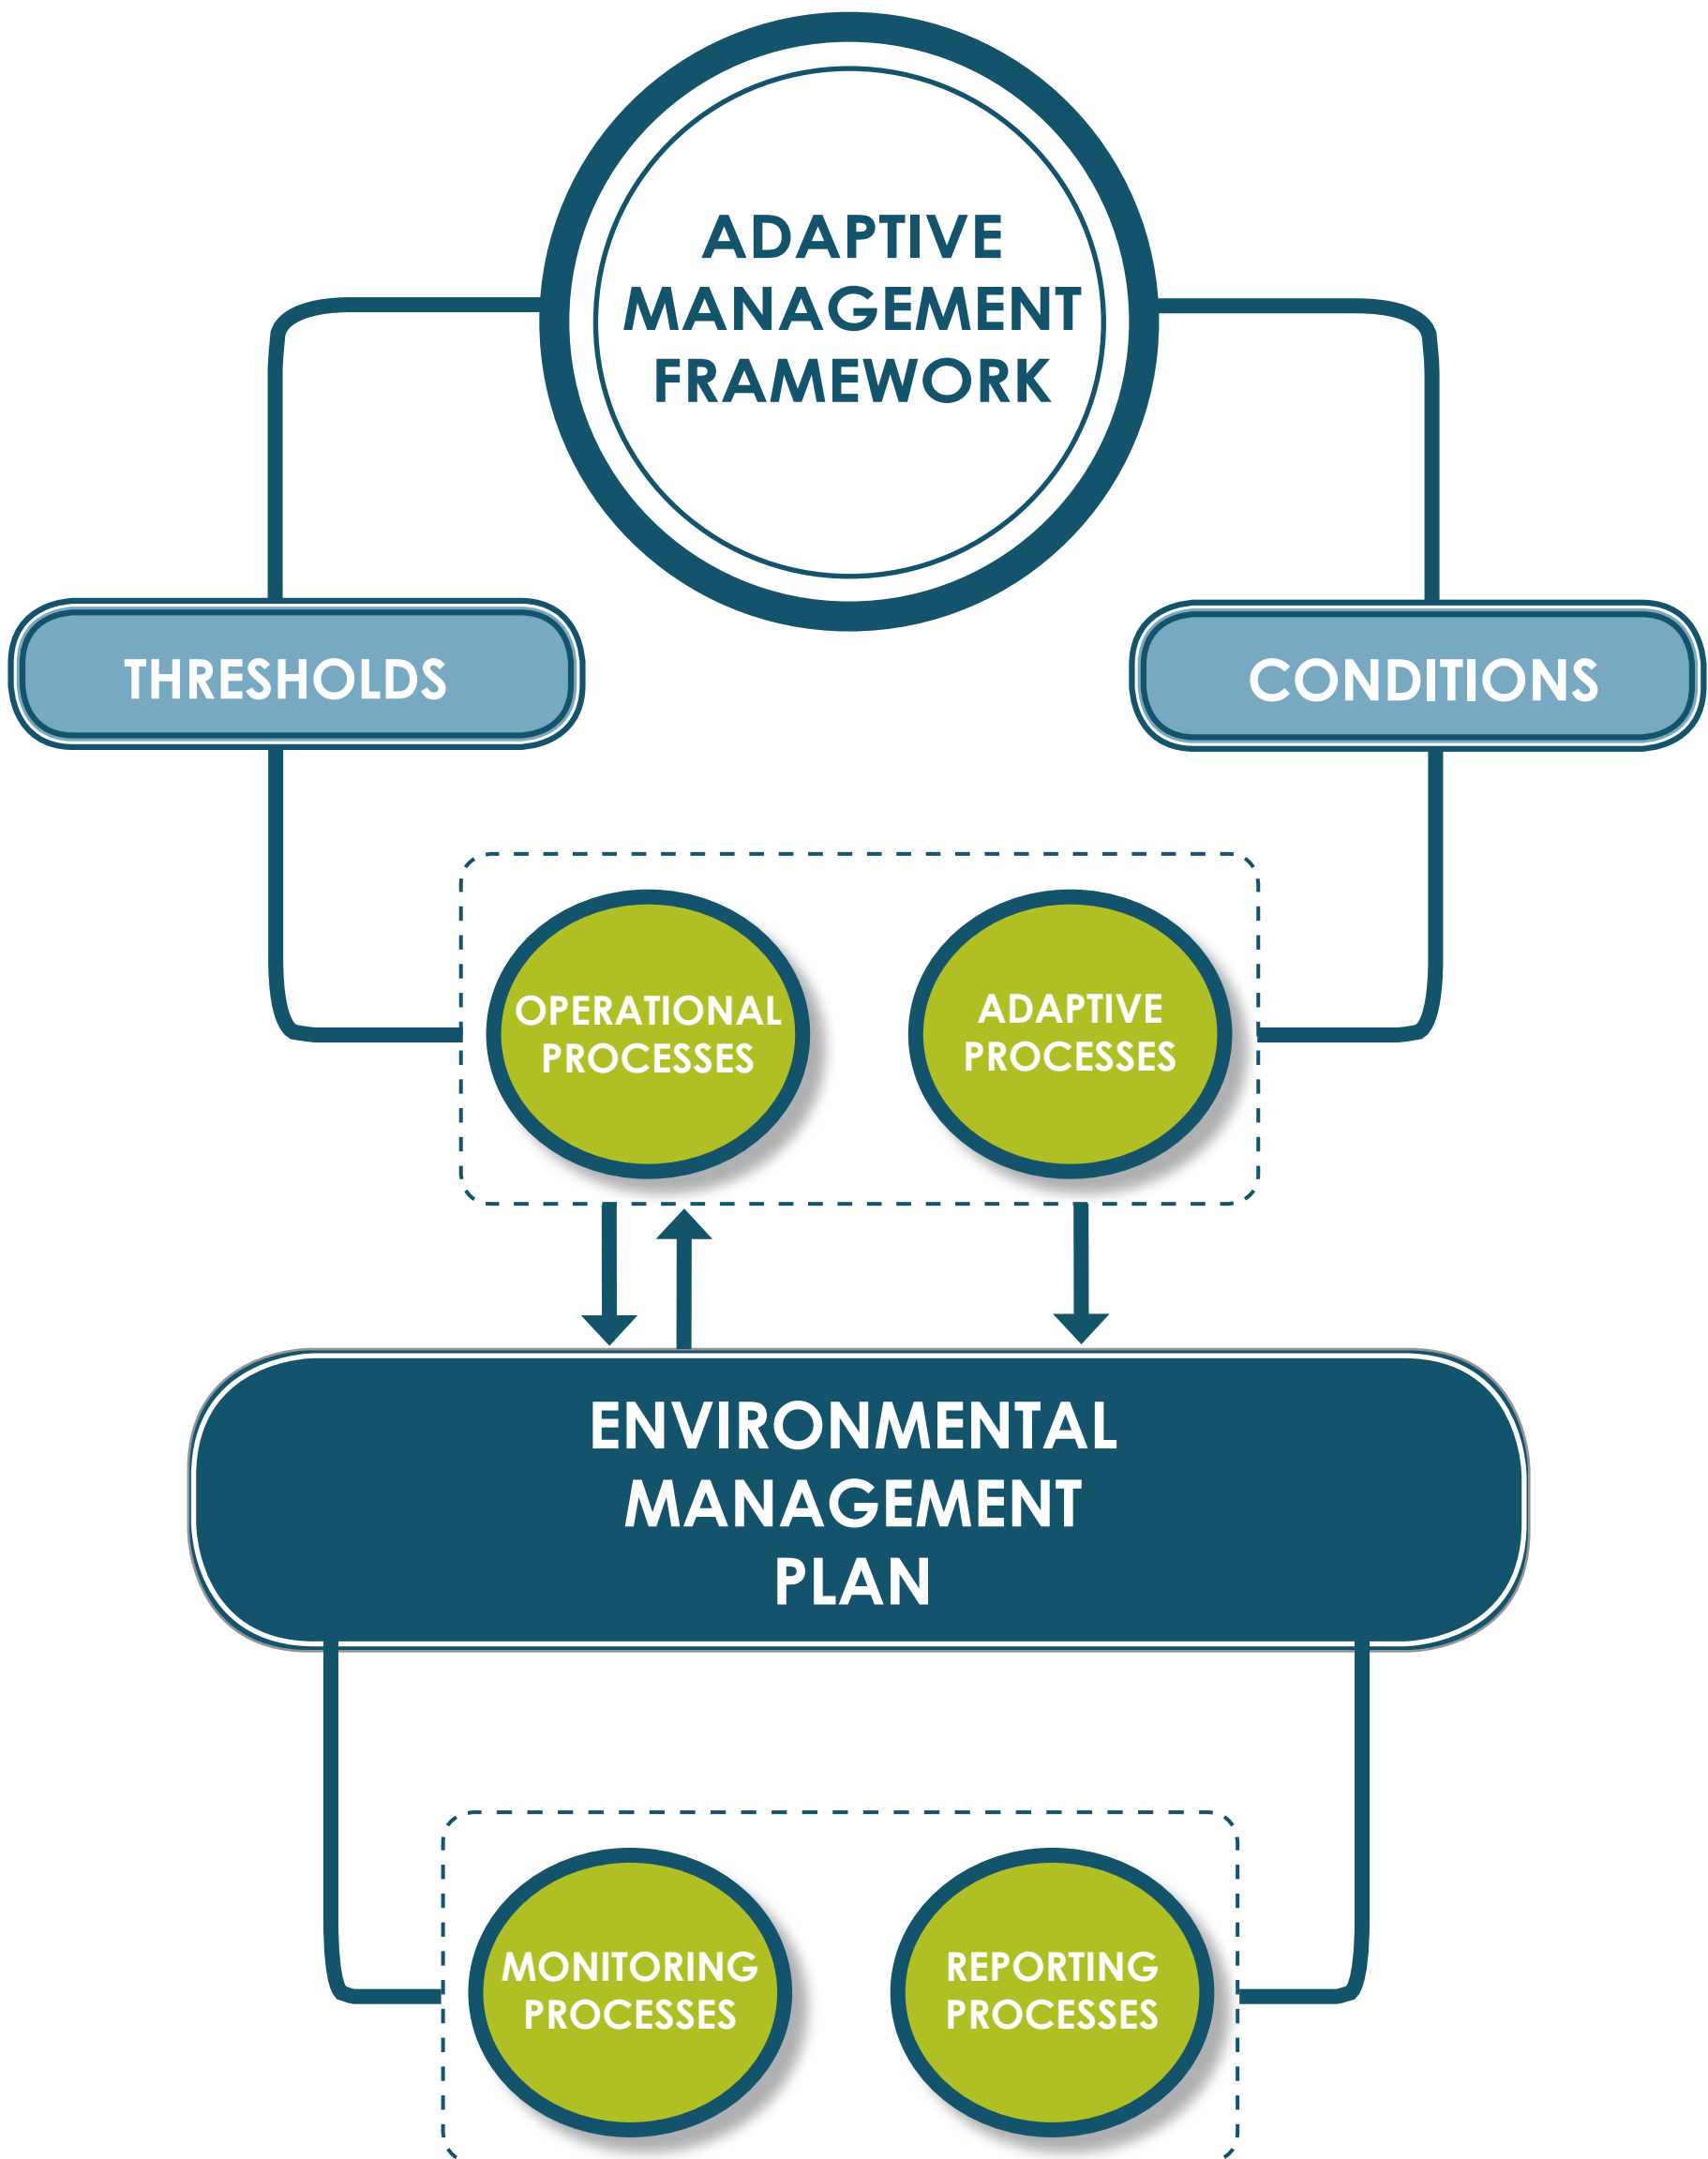 ADAPTIVE
MANAGEMENT
FRAMEWORK
THRESHOLDS
CONDITIONS
OPERATIONAL
PROCESSES
ADAPTIVE
PROCESSES
ENVIRONMENTAL
MANAGEMENT
PLAN
MONITORING
PROCESSES
REPORTING
PROCESSES